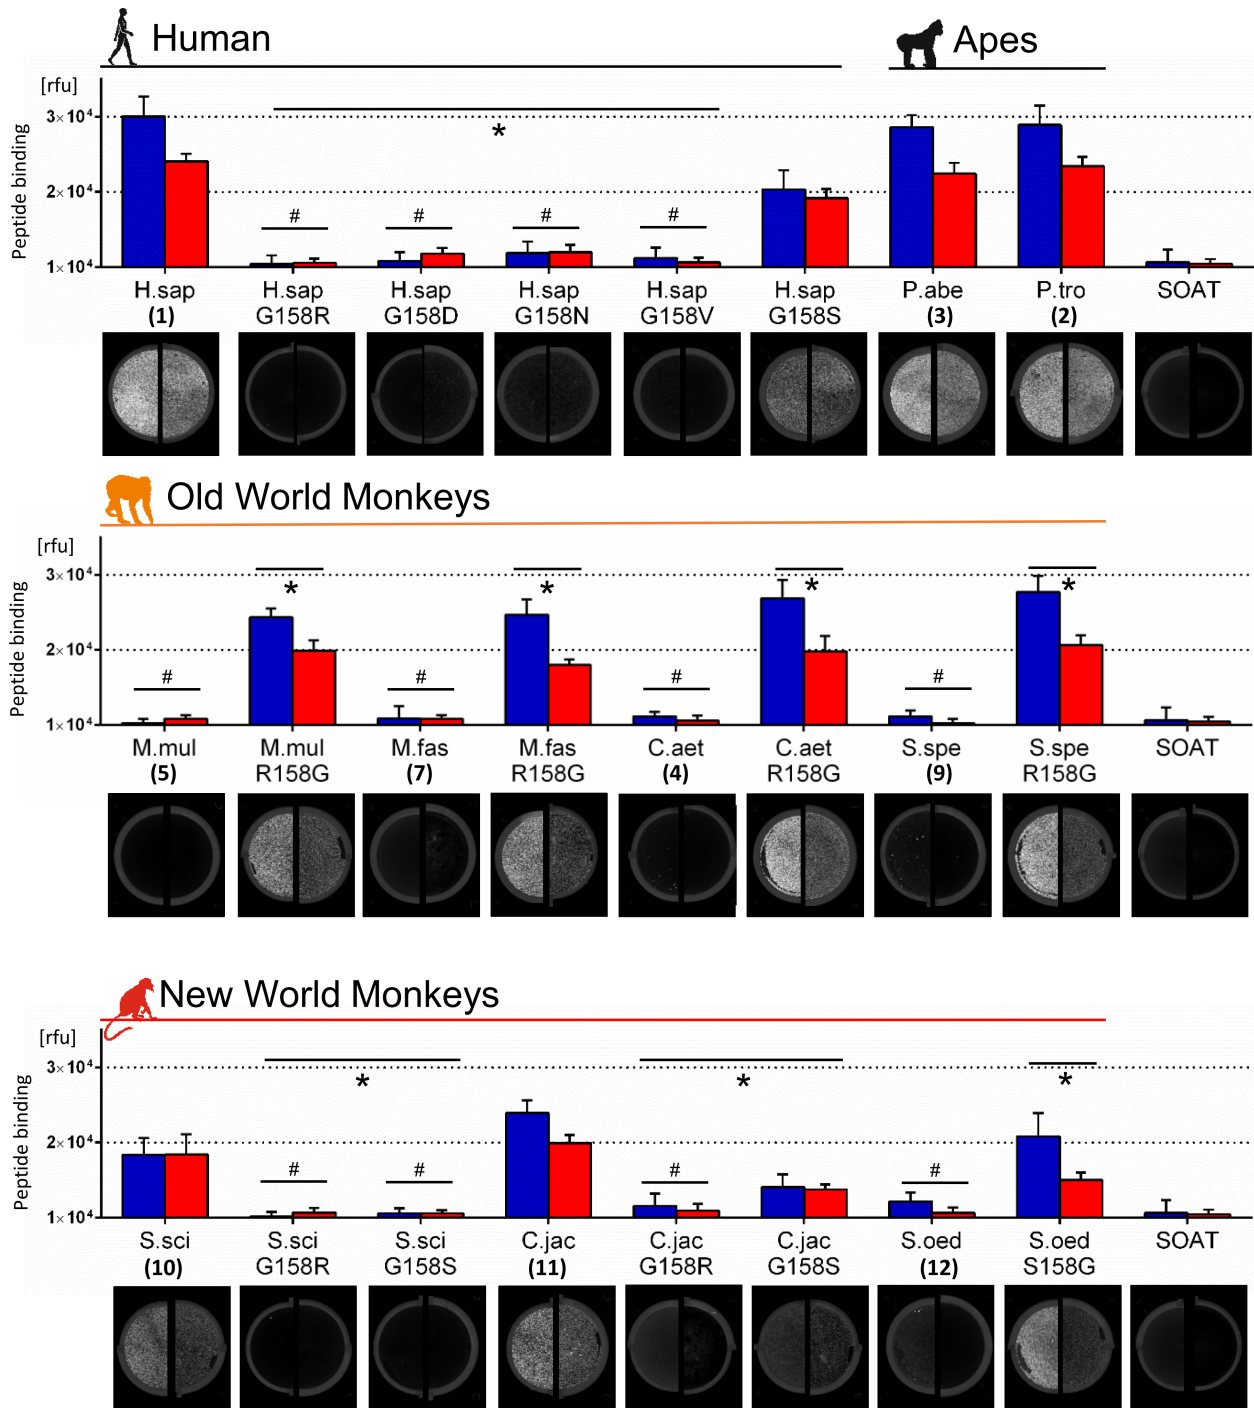 Human
Apes
[rfu]
Peptide binding
3×10⁴
2×10⁴
1×10⁴
*
# # # #
H.sap H.sap H.sap H.sap H.sap H.sap P.abe P.tro SOAT
(1) G158R G158D G158N G158V G158S (3) (2)
Old World Monkeys
[rfu]
Peptide binding
3×10⁴
2×10⁴
1×10⁴
* * * *
# # # #
M.mul M.mul M.fas M.fas C.aet C.aet S.spe S.spe SOAT
(5) R158G (7) R158G (4) R158G (9) R158G
New World Monkeys
[rfu]
Peptide binding
3×10⁴
2×10⁴
1×10⁴
* * *
# # # #
S.sci S.sci S.sci C.jac C.jac C.jac S.oed S.oed SOAT
(10) G158R G158S (11) G158R G158S (12) S158G